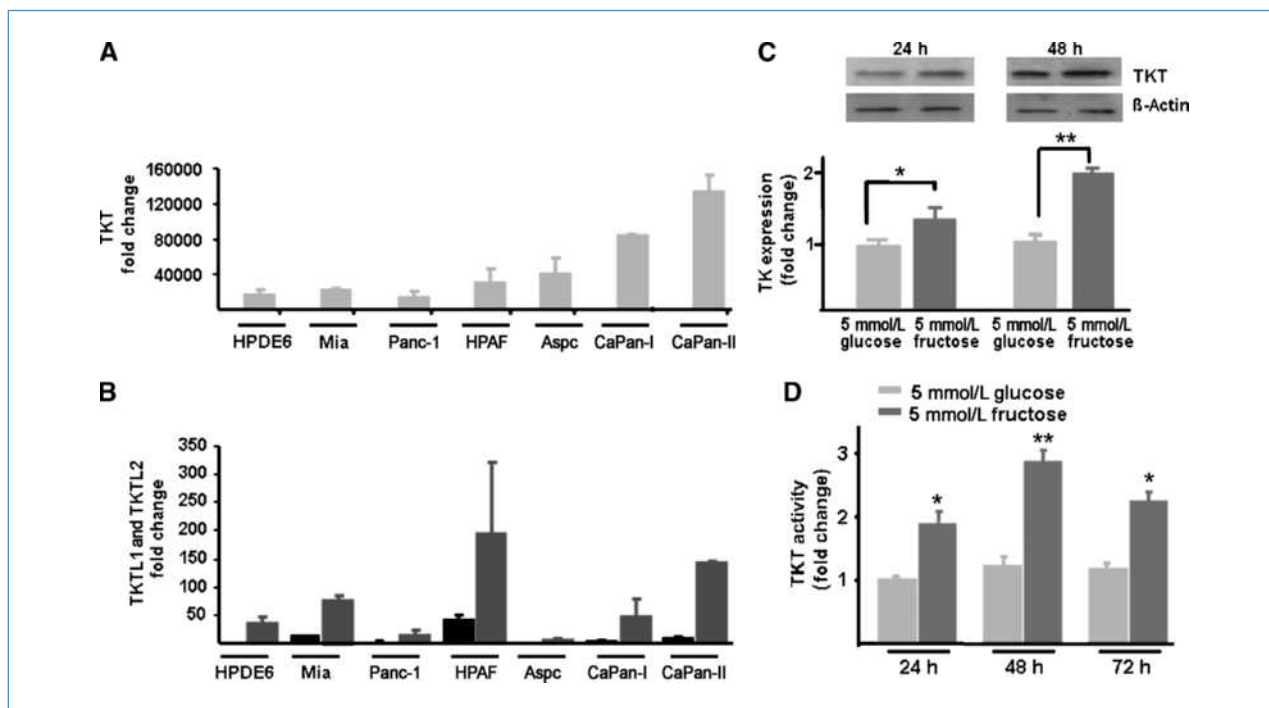 A
TKT
fold change
160000
120000
80000
40000
HPDE6 Mia Panc-1 HPAF Aspc CaPan-I CaPan-II
B
TKTL1 and TKTL2
fold change
350
300
250
200
150
100
50
HPDE6 Mia Panc-1 HPAF Aspc CaPan-I CaPan-II
C
24 h 48 h
TKT
ß-Actin
TK expression
(fold change)
2
1
* **
5 mmol/L 5 mmol/L 5 mmol/L 5 mmol/L
glucose fructose glucose fructose
D
5 mmol/L glucose
5 mmol/L fructose
TKT activity
(fold change)
3
2
1
* ** *
24 h 48 h 72 h